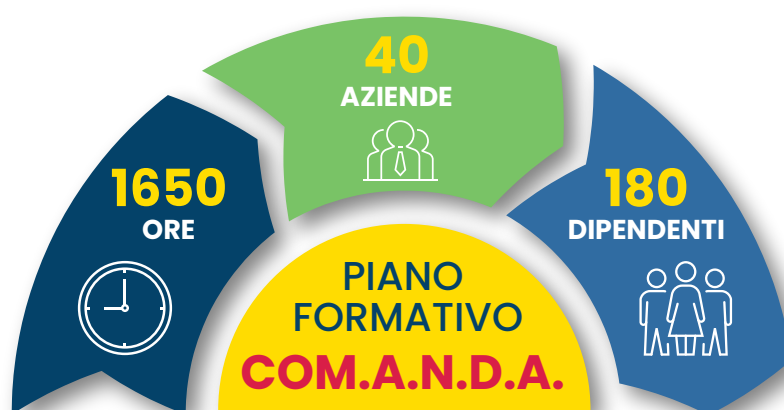 40
AZIENDE
1650
ORE
180
DIPENDENTI
PIANO
FORMATIVO
COM.A.N.D.A.